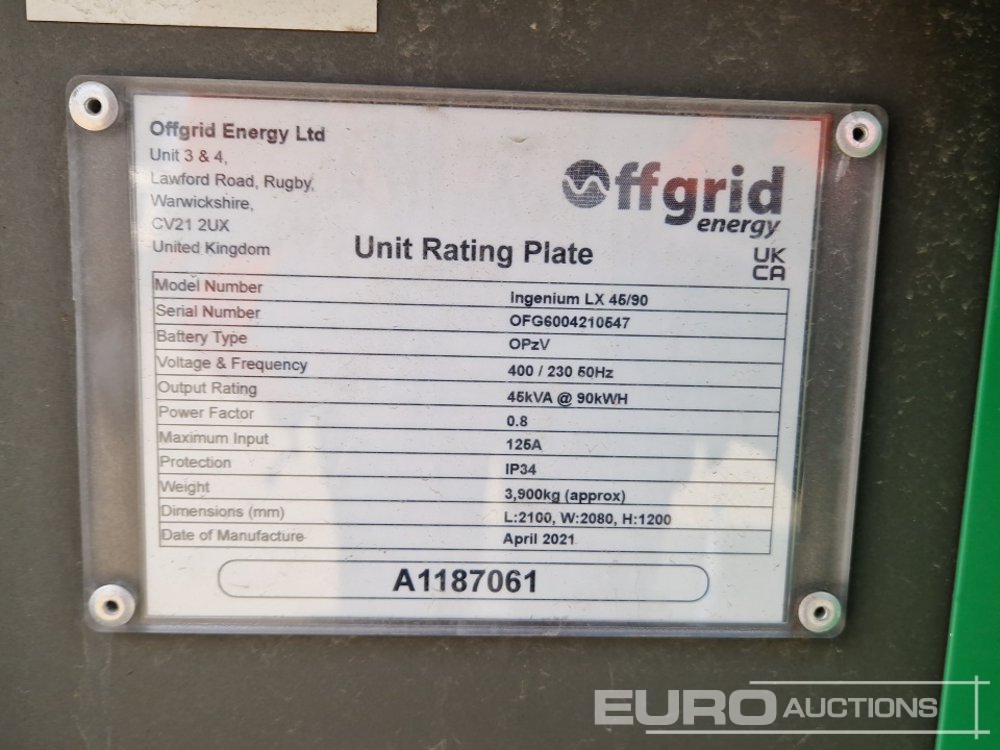 Offgrid Energy Ltd
Unit 3 & 4,
Lawford Road, Rugby,
Warwickshire,
CV21 2UX
United Kingdom
Offgrid
energy
UK
CA
Unit Rating Plate
Model Number Ingenium LX 45/90
Serial Number OFG6004210547
Battery Type OPzV
Voltage & Frequency 400 / 230 50Hz
Output Rating 45kVA @ 90kWH
Power Factor 0.8
Maximum Input 125A
Protection IP34
Weight 3,900kg (approx)
Dimensions (mm) L:2100, W:2080, H:1200
Date of Manufacture April 2021
A1187061
EURO AUCTIONS